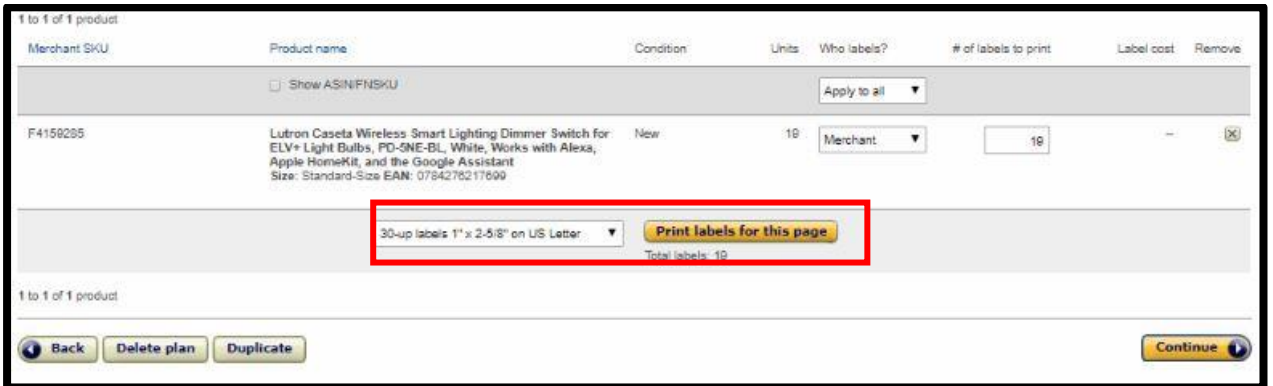 1 to 1 of 1 product
Merchant SKU Product name Condition Units Who labels? # of labels to print Label cost Remove
Show ASIN/FNSKU Apply to all
F4159285 Lutron Caseta Wireless Smart Lighting Dimmer Switch for New 19 Merchant 19 --
ELV+ Light Bulbs, PD-5NE-BL, White, Works with Alexa,
Apple HomeKit, and the Google Assistant
Size: Standard-Size EAN: 0784276217699
30-up labels 1" x 2-5/8" on US Letter Print labels for this page
Total labels: 19
1 to 1 of 1 product
Back Delete plan Duplicate Continue